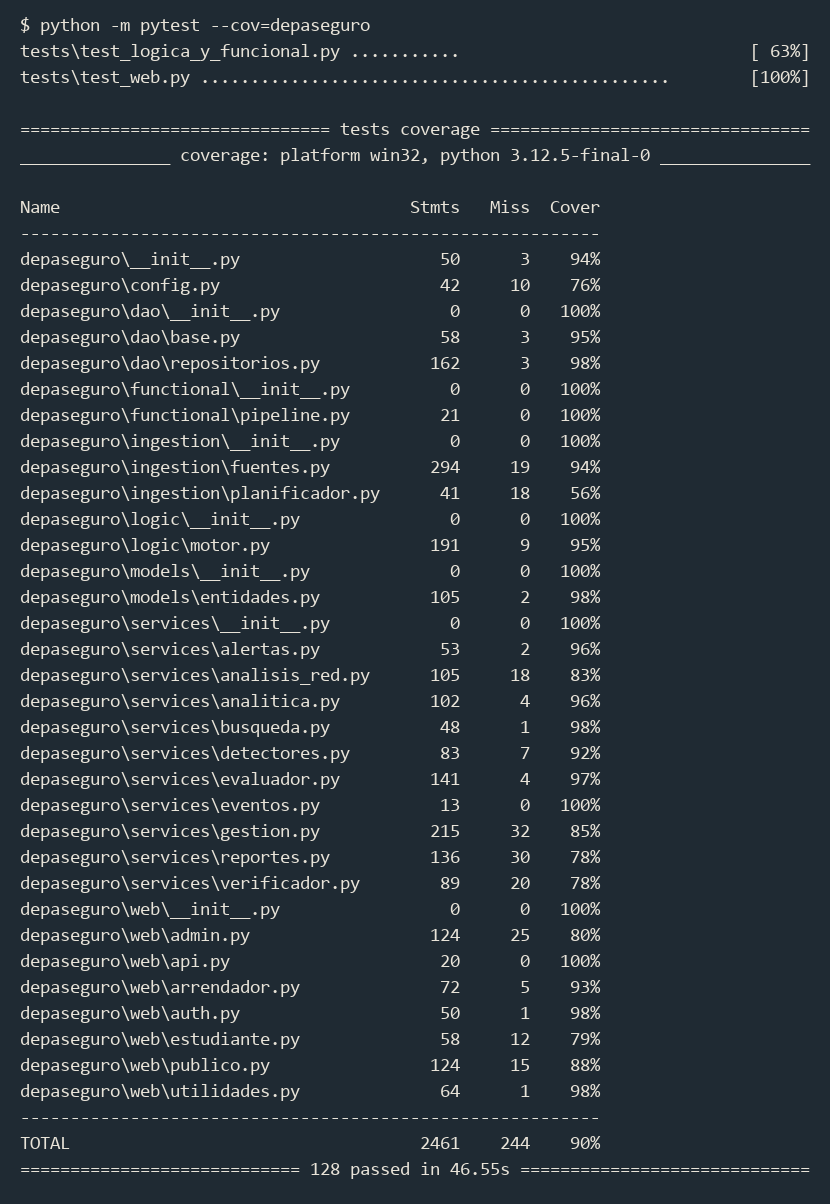 $ python -m pytest --cov=depaseguro
tests\test_logica_y_funcional.py ........... [ 63%]
tests\test_web.py ............................................... [100%]
=============================== tests coverage ================================
_______________ coverage: platform win32, python 3.12.5-final-0 _______________
Name Stmts Miss Cover
----------------------------------------------------------
depaseguro\__init__.py 50 3 94%
depaseguro\config.py 42 10 76%
depaseguro\dao\__init__.py 0 0 100%
depaseguro\dao\base.py 58 3 95%
depaseguro\dao\repositorios.py 162 3 98%
depaseguro\functional\__init__.py 0 0 100%
depaseguro\functional\pipeline.py 21 0 100%
depaseguro\ingestion\__init__.py 0 0 100%
depaseguro\ingestion\fuentes.py 294 19 94%
depaseguro\ingestion\planificador.py 41 18 56%
depaseguro\logic\__init__.py 0 0 100%
depaseguro\logic\motor.py 191 9 95%
depaseguro\models\__init__.py 0 0 100%
depaseguro\models\entidades.py 105 2 98%
depaseguro\services\__init__.py 0 0 100%
depaseguro\services\alertas.py 53 2 96%
depaseguro\services\analisis_red.py 105 18 83%
depaseguro\services\analitica.py 102 4 96%
depaseguro\services\busqueda.py 48 1 98%
depaseguro\services\detectores.py 83 7 92%
depaseguro\services\evaluador.py 141 4 97%
depaseguro\services\eventos.py 13 0 100%
depaseguro\services\gestion.py 215 32 85%
depaseguro\services\reportes.py 136 30 78%
depaseguro\services\verificador.py 89 20 78%
depaseguro\web\__init__.py 0 0 100%
depaseguro\web\admin.py 124 25 80%
depaseguro\web\api.py 20 0 100%
depaseguro\web\arrendador.py 72 5 93%
depaseguro\web\auth.py 50 1 98%
depaseguro\web\estudiante.py 58 12 79%
depaseguro\web\publico.py 124 15 88%
depaseguro\web\utilidades.py 64 1 98%
----------------------------------------------------------
TOTAL 2461 244 90%
============================ 128 passed in 46.55s =============================